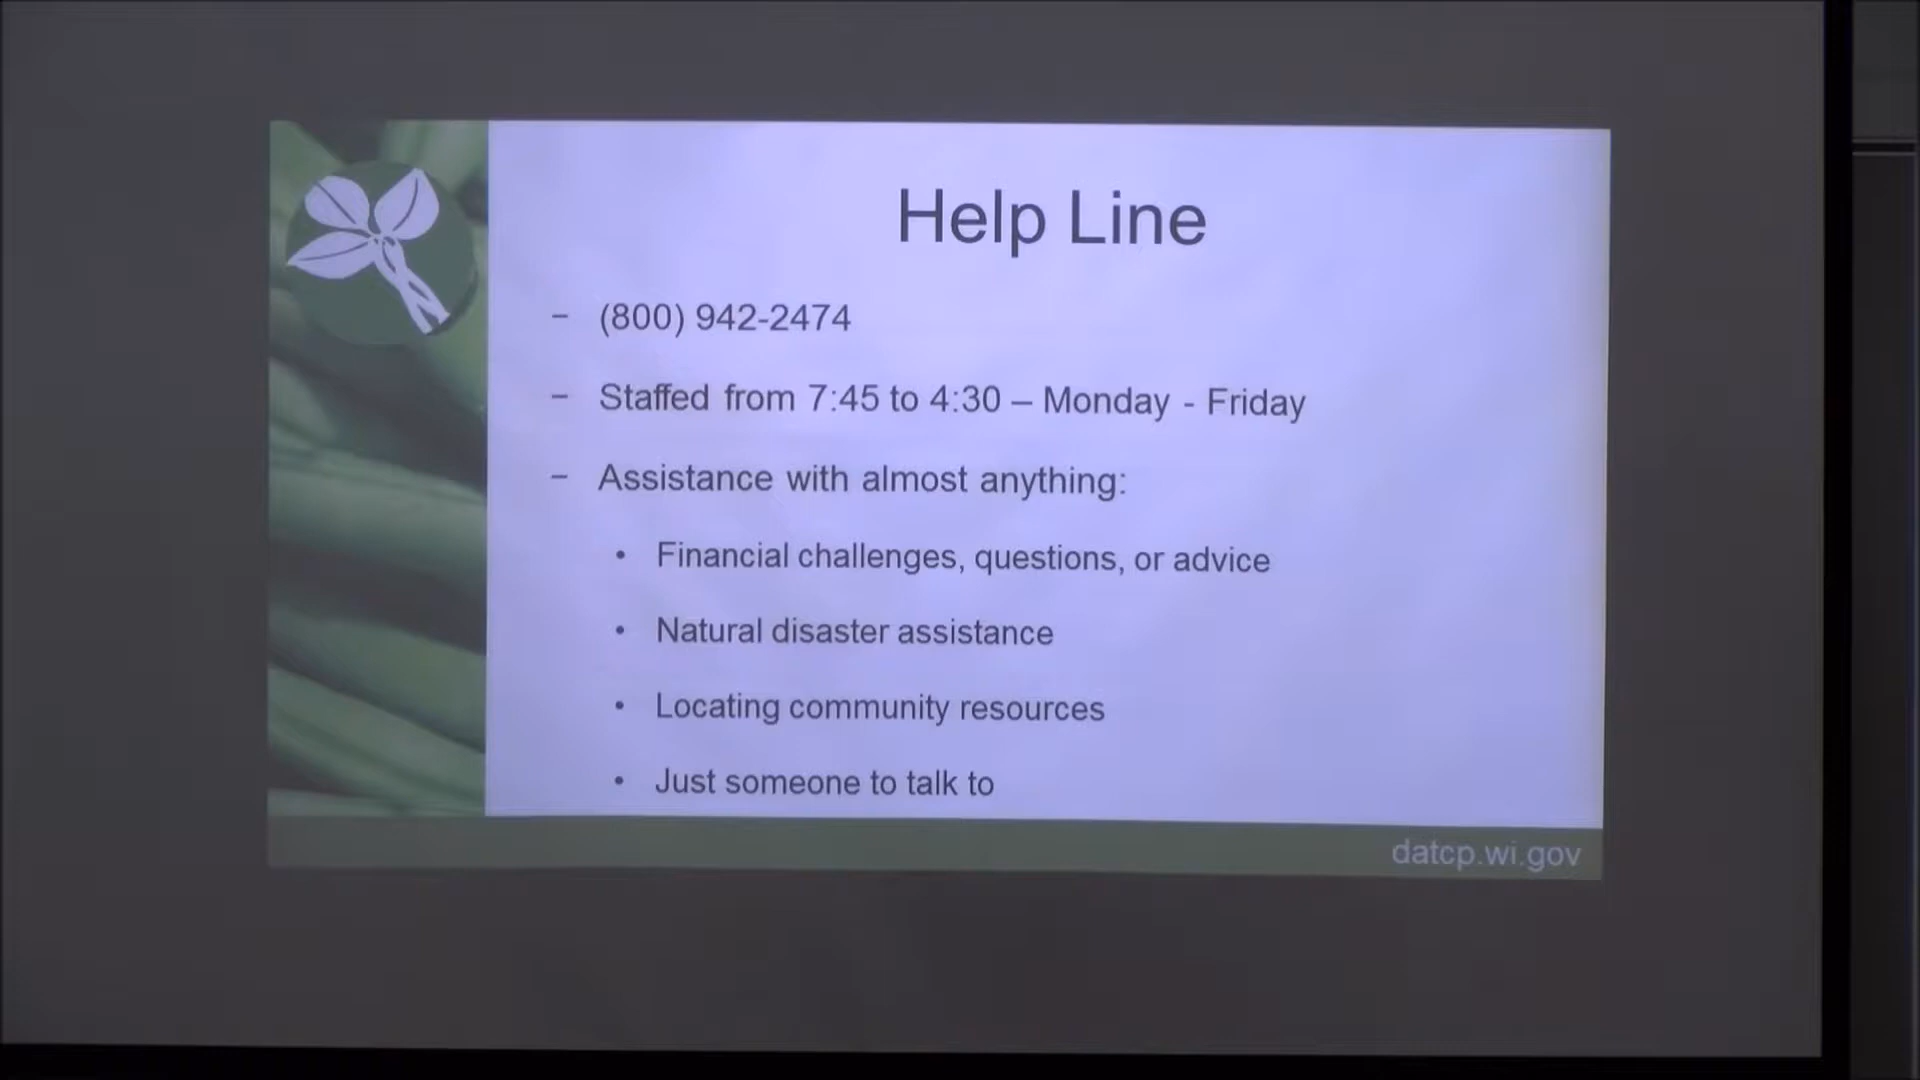 Help Line
– (800) 942-2474
– Staffed from 7:45 to 4:30 – Monday - Friday
– Assistance with almost anything:
• Financial challenges, questions, or advice
• Natural disaster assistance
• Locating community resources
• Just someone to talk to
datcp.wi.gov